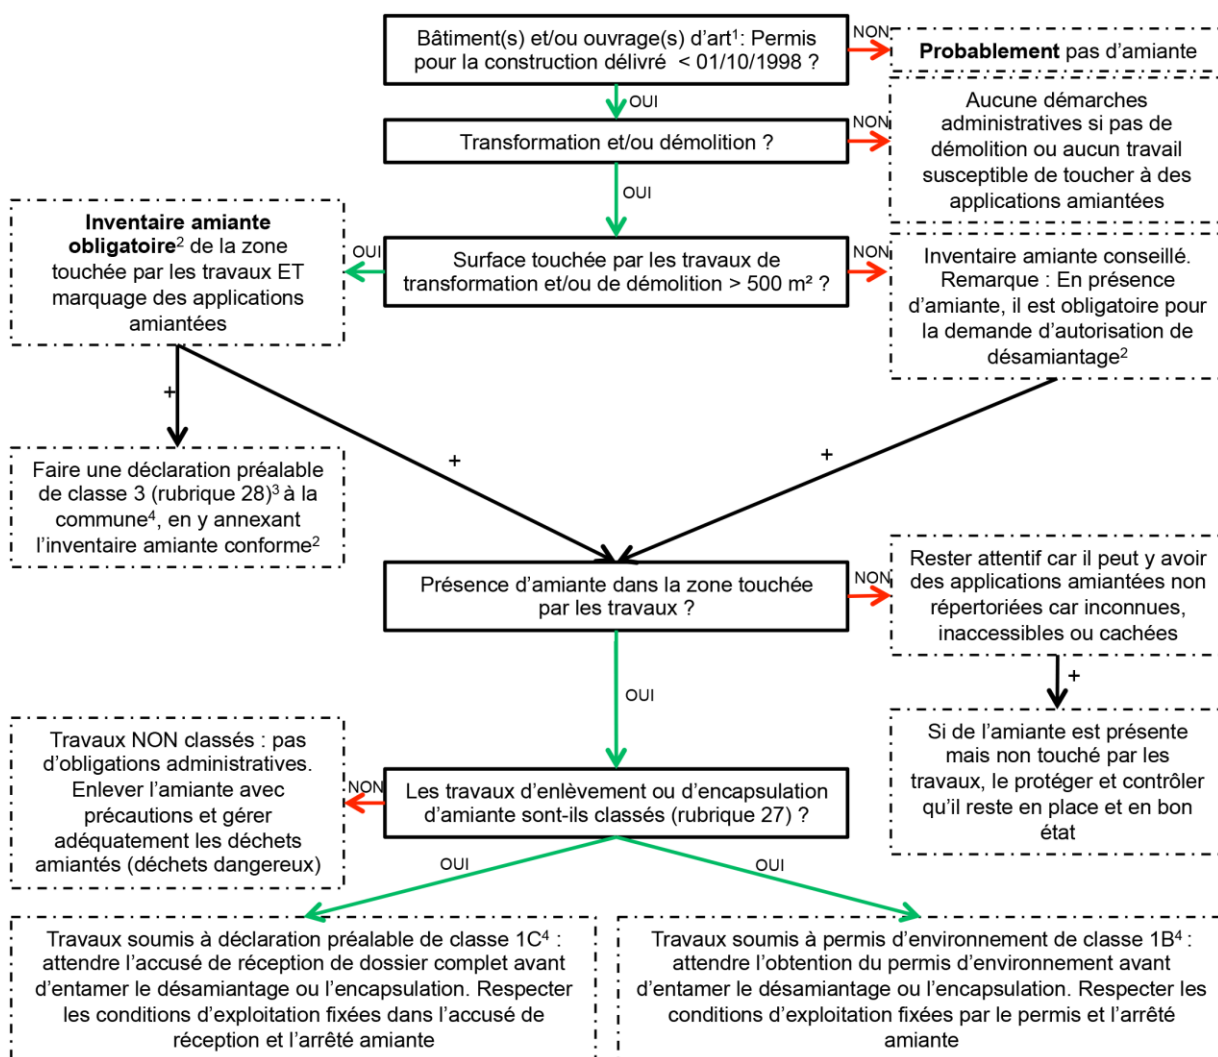 Bâtiment(s) et/ou ouvrage(s) d’art¹: Permis
pour la construction délivré < 01/10/1998 ?
NON
Probablement pas d’amiante
OUI
Transformation et/ou démolition ?
NON
Aucune démarches
administratives si pas de
démolition ou aucun travail
susceptible de toucher à des
applications amiantées
OUI
Surface touchée par les travaux de
transformation et/ou de démolition > 500 m² ?
OUI
Inventaire amiante
obligatoire² de la zone
touchée par les travaux ET
marquage des applications
amiantées
NON
Inventaire amiante conseillé.
Remarque : En présence
d’amiante, il est obligatoire pour
la demande d’autorisation de
désamiantage²
+
Faire une déclaration préalable
de classe 3 (rubrique 28)³ à la
commune⁴, en y annexant
l’inventaire amiante conforme²
+
+
Présence d’amiante dans la zone touchée
par les travaux ?
NON
Rester attentif car il peut y avoir
des applications amiantées non
répertoriées car inconnues,
inaccessibles ou cachées
+
Si de l’amiante est présente
mais non touché par les
travaux, le protéger et contrôler
qu’il reste en place et en bon
état
OUI
Les travaux d’enlèvement ou d’encapsulation
d’amiante sont-ils classés (rubrique 27) ?
NON
Travaux NON classés : pas
d’obligations administratives.
Enlever l’amiante avec
précautions et gérer
adéquatement les déchets
amiantés (déchets dangereux)
OUI
OUI
Travaux soumis à déclaration préalable de classe 1C⁴ :
attendre l’accusé de réception de dossier complet avant
d’entamer le désamiantage ou l’encapsulation. Respecter
les conditions d’exploitation fixées dans l’accusé de
réception et l’arrêté amiante
Travaux soumis à permis d’environnement de classe 1B⁴ :
attendre l’obtention du permis d’environnement avant
d’entamer le désamiantage ou l’encapsulation. Respecter les
conditions d’exploitation fixées par le permis et l’arrêté
amiante